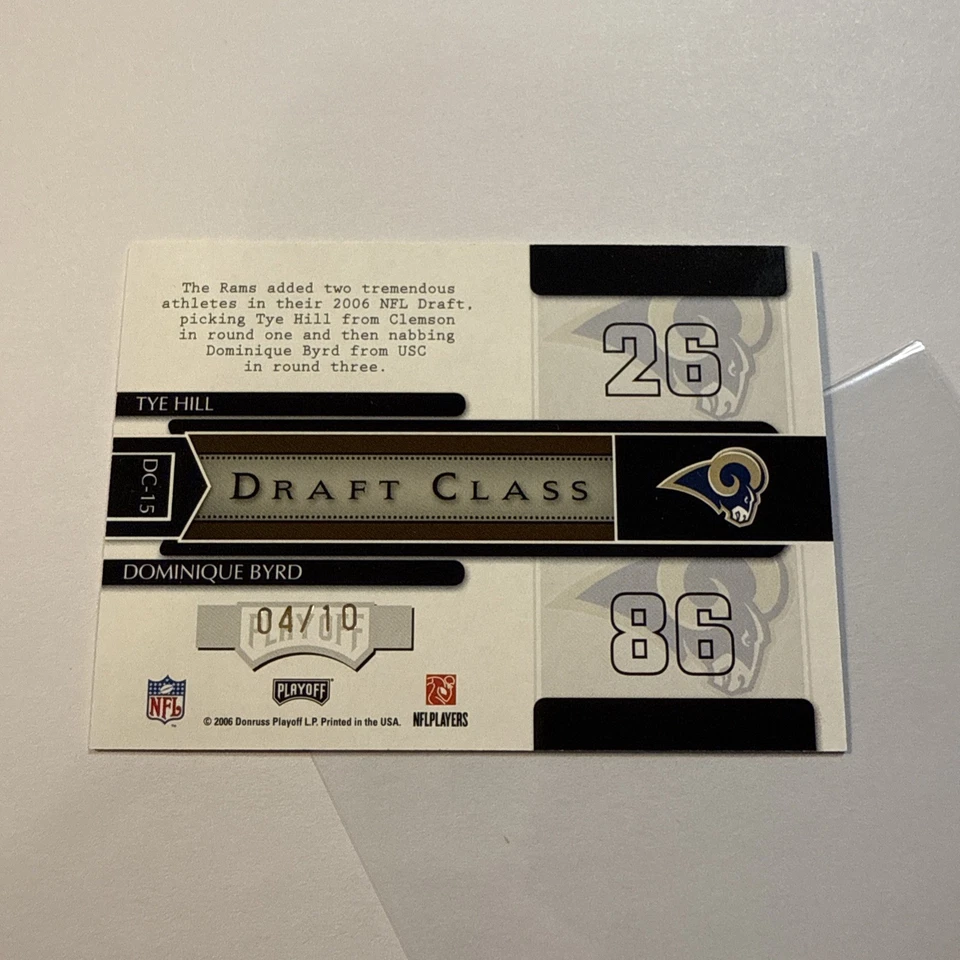 The Rams added two tremendous
athletes in their 2006 NFL Draft,
picking Tye Hill from Clemson
in round one and then nabbing
Dominique Byrd from USC
in round three.
26
TYE HILL
DC-15
DRAFT CLASS
DOMINIQUE BYRD
86
PLAYOFF
04/10
NFL
PLAYOFF
© 2006 Donruss Playoff L.P. Printed in the USA.
NFLPLAYERS